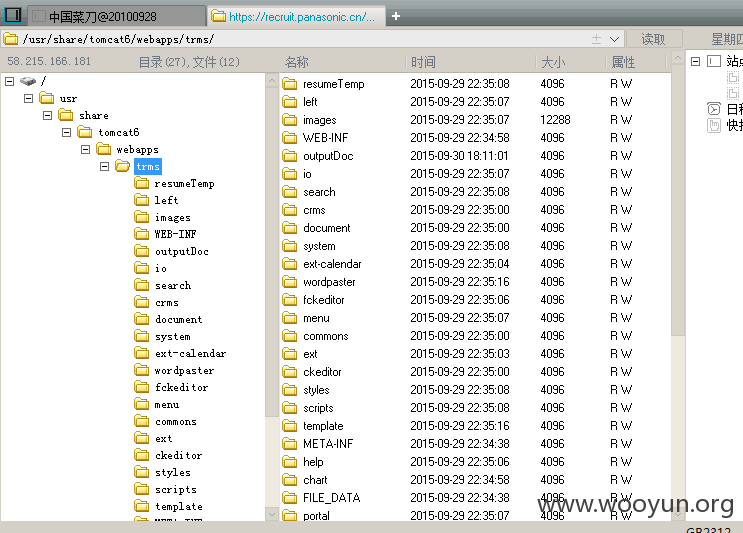 中国菜刀@20100928 https://recruit.panasonic.cn/... +
/usr/share/tomcat6/webapps/trms/ 读取 星期四
58.215.166.181 目录(27),文件(12) 名称 时间 大小 属性
/
usr
share
tomcat6
webapps
trms
resumeTemp
left
images
WEB-INF
outputDoc
io
search
crms
document
system
ext-calendar
wordpaster
fckeditor
menu
commons
ext
ckeditor
styles
scripts
template
META-INF
resumeTemp 2015-09-29 22:35:08 4096 R W
left 2015-09-29 22:35:07 4096 R W
images 2015-09-29 22:35:07 12288 R W
WEB-INF 2015-09-29 22:34:58 4096 R W
outputDoc 2015-09-30 18:11:01 4096 R W
io 2015-09-29 22:35:07 4096 R W
search 2015-09-29 22:35:08 4096 R W
crms 2015-09-29 22:35:00 4096 R W
document 2015-09-29 22:35:00 4096 R W
system 2015-09-29 22:35:08 4096 R W
ext-calendar 2015-09-29 22:35:04 4096 R W
wordpaster 2015-09-29 22:35:16 4096 R W
fckeditor 2015-09-29 22:35:06 4096 R W
menu 2015-09-29 22:35:07 4096 R W
commons 2015-09-29 22:35:00 4096 R W
ext 2015-09-29 22:35:03 4096 R W
ckeditor 2015-09-29 22:35:00 4096 R W
styles 2015-09-29 22:35:08 4096 R W
scripts 2015-09-29 22:35:08 4096 R W
template 2015-09-29 22:35:16 4096 R W
META-INF 2015-09-29 22:34:38 4096 R W
help 2015-09-29 22:35:06 4096 R W
chart 2015-09-29 22:34:58 4096 R W
FILE_DATA 2015-09-29 22:34:38 4096 R W
portal 2015-09-29 22:35:07 4096 R W
站点
日程
快捷
www.wooyun.org
GB2312